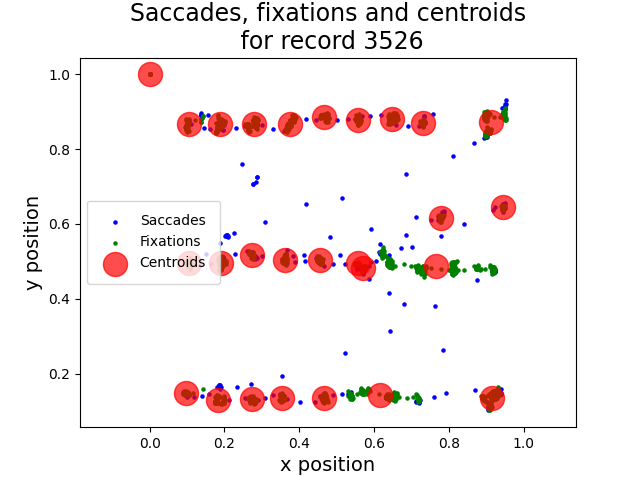 Saccades, fixations and centroids
for record 3526
1.0
0.8
0.6
0.4
0.2
y position
Saccades
Fixations
Centroids
0.0 0.2 0.4 0.6 0.8 1.0
x position